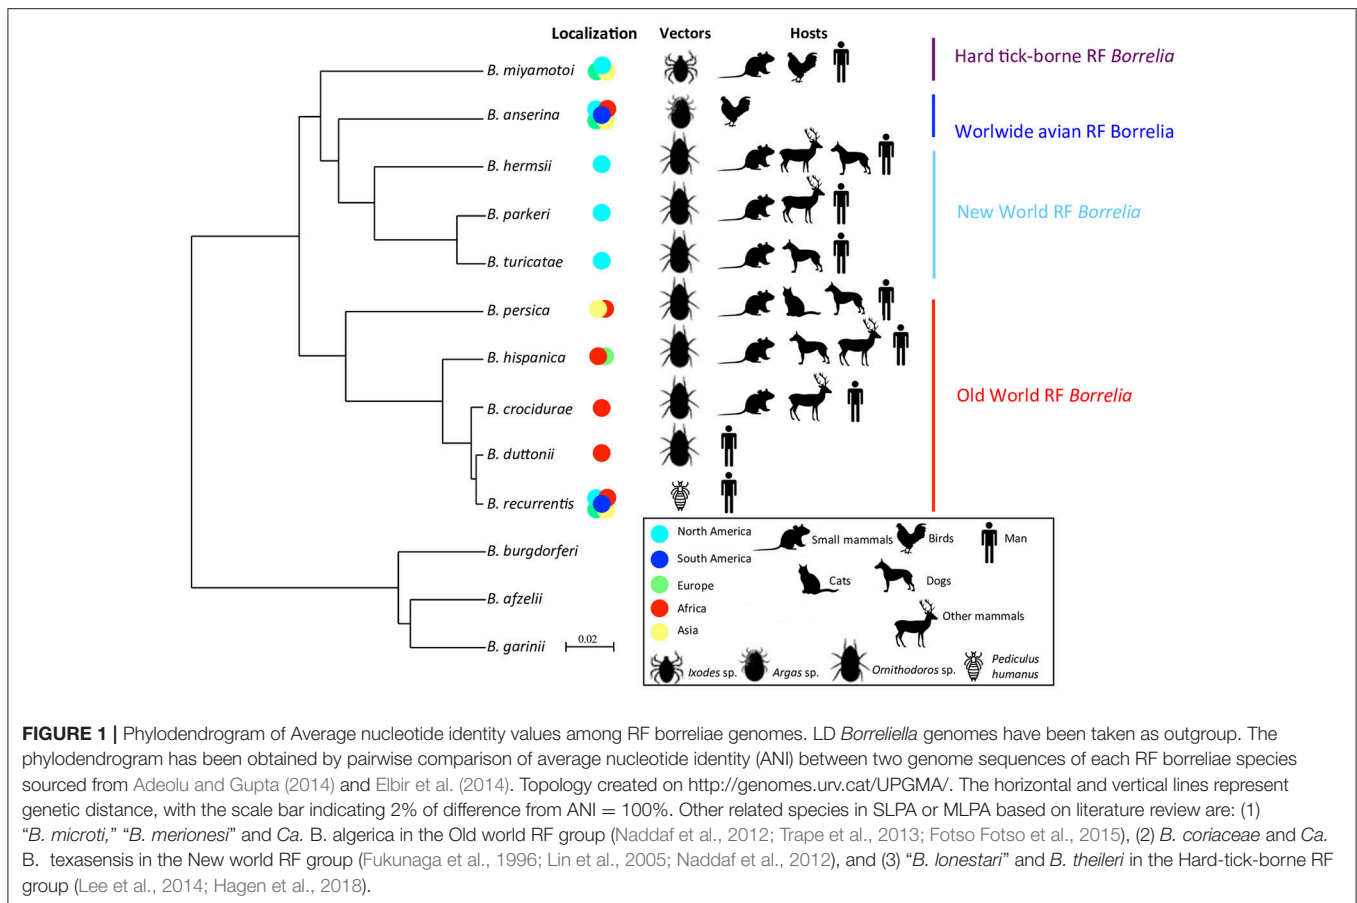 Localization Vectors Hosts
B. miyamotoi
Hard tick-borne RF Borrelia
B. anserina
Worlwide avian RF Borrelia
B. hermsii
B. parkeri
New World RF Borrelia
B. turicatae
B. persica
B. hispanica
B. crocidurae
Old World RF Borrelia
B. duttonii
B. recurrentis
B. burgdorferi
B. afzelii
B. garinii
0.02
North America
South America
Europe
Africa
Asia
Small mammals
Birds
Man
Cats
Dogs
Other mammals
Ixodes sp.
Argas sp.
Ornithodoros sp.
Pediculus
humanus
FIGURE 1 | Phylodendrogram of Average nucleotide identity values among RF borreliae genomes. LD Borreliella genomes have been taken as outgroup. The
phylodendrogram has been obtained by pairwise comparison of average nucleotide identity (ANI) between two genome sequences of each RF borreliae species
sourced from Adeolu and Gupta (2014) and Elbir et al. (2014). Topology created on http://genomes.urv.cat/UPGMA/. The horizontal and vertical lines represent
genetic distance, with the scale bar indicating 2% of difference from ANI = 100%. Other related species in SLPA or MLPA based on literature review are: (1)
“B. microti,” “B. merionesi” and Ca. B. algerica in the Old world RF group (Naddaf et al., 2012; Trape et al., 2013; Fotso Fotso et al., 2015), (2) B. coriaceae and Ca.
B. texasensis in the New world RF group (Fukunaga et al., 1996; Lin et al., 2005; Naddaf et al., 2012), and (3) “B. lonestari” and B. theileri in the Hard-tick-borne RF
group (Lee et al., 2014; Hagen et al., 2018).